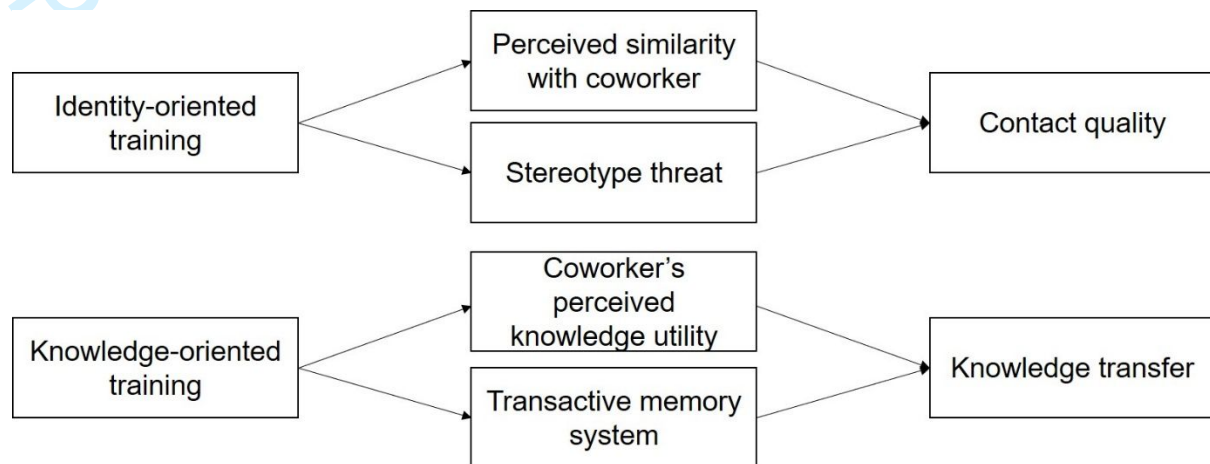 Identity-oriented
training
Perceived similarity
with coworker
Stereotype threat
Contact quality
Knowledge-oriented
training
Coworker’s
perceived
knowledge utility
Transactive memory
system
Knowledge transfer